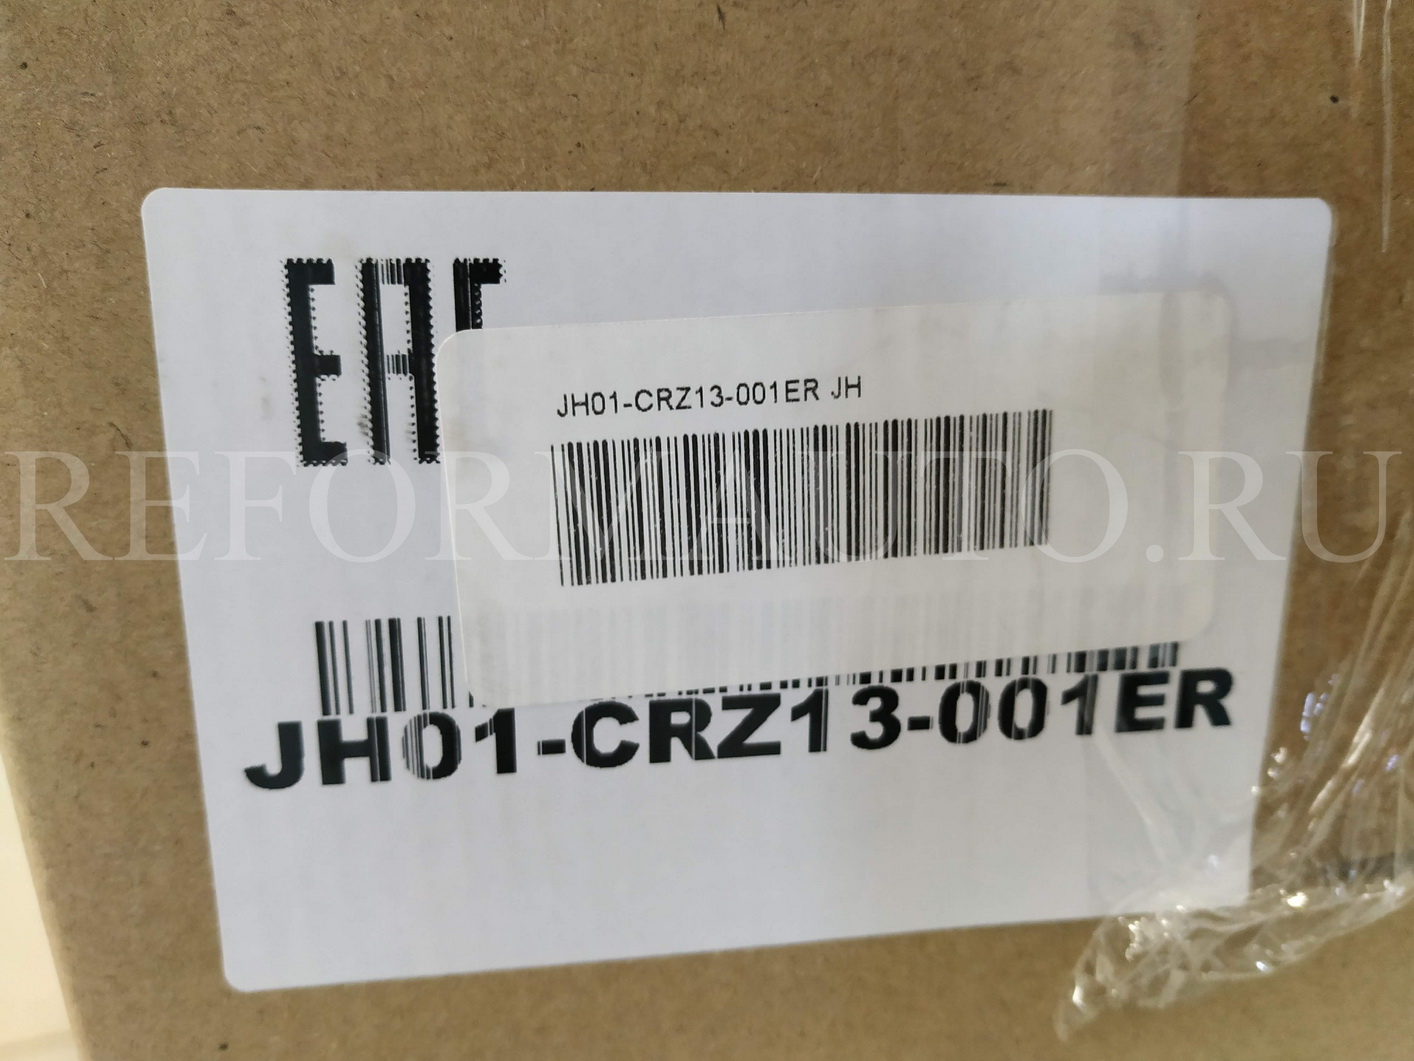 EAC
JH01-CRZ13-001ER JH
REFORMAUTO.RU
JH01-CRZ13-001ER